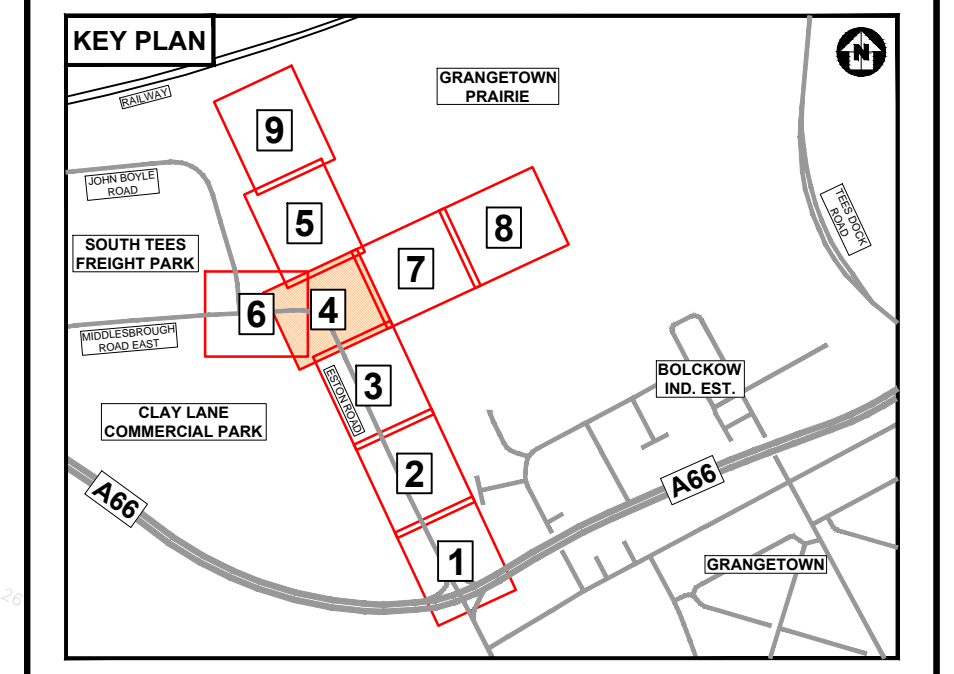 KEY PLAN
N
GRANGETOWN
PRAIRIE
RAILWAY
9
JOHN BOYLE
ROAD
TEES DOCK
ROAD
5
8
SOUTH TEES
FREIGHT PARK
7
6
4
MIDDLESBROUGH
ROAD EAST
3
ESTON ROAD
BOLCKOW
IND. EST.
CLAY LANE
COMMERCIAL PARK
2
A66
A66
1
GRANGETOWN
26